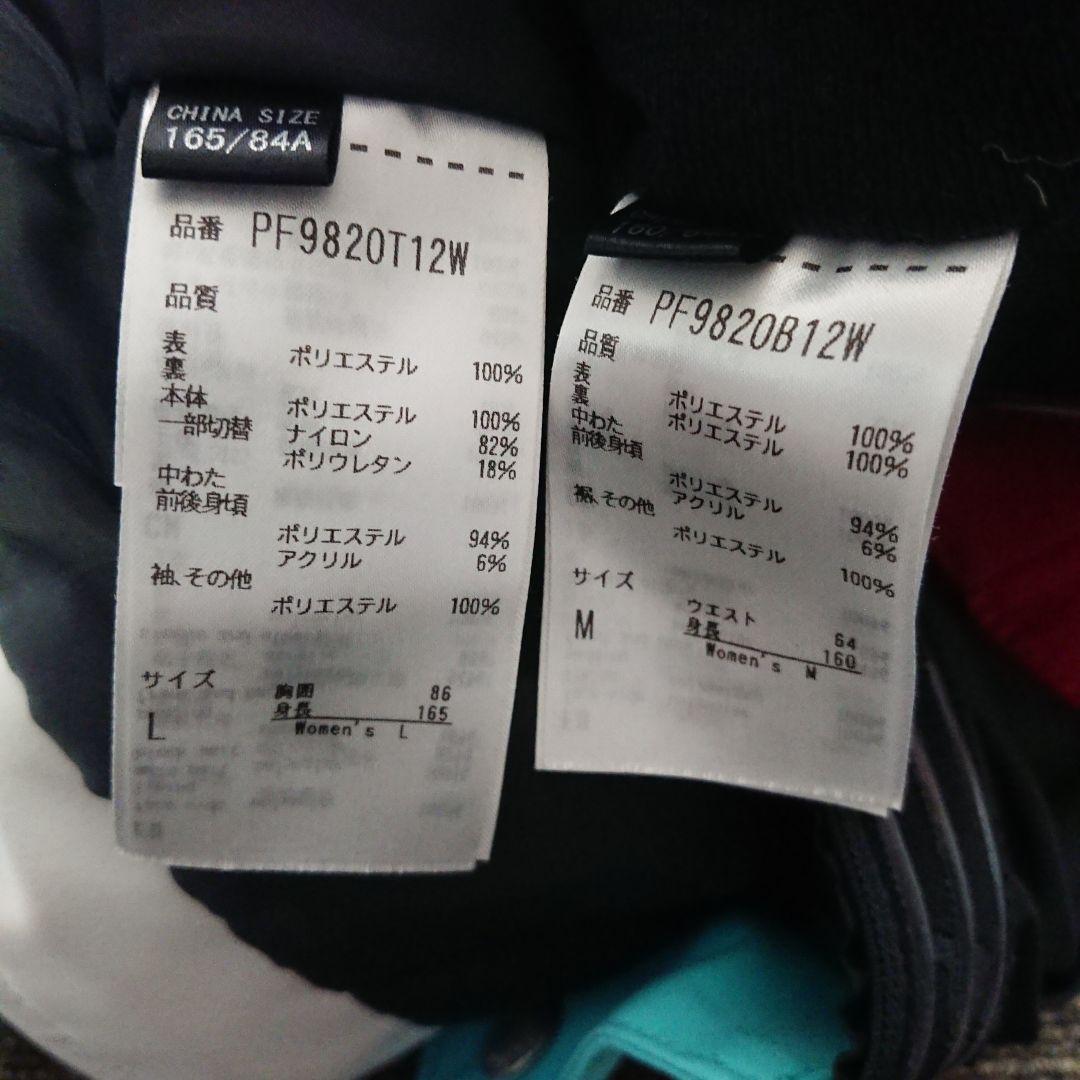 CHINA SIZE
165/84A
品番 PF9820T12W
品質
表 ポリエステル 100%
裏
本体 ポリエステル 100%
一部切替 ナイロン 82%
ポリウレタン 18%
中わた
前後身頃
ポリエステル 94%
アクリル 6%
袖、その他
ポリエステル 100%
サイズ
L
胸囲 86
身長 165
Women's L
品番 PF9820B12W
品質
表 ポリエステル 100%
裏 ポリエステル 100%
中わた
前後身頃
ポリエステル 94%
アクリル 6%
裾、その他
ポリエステル 100%
サイズ
M
ウエスト 64
身長 160
Women's M